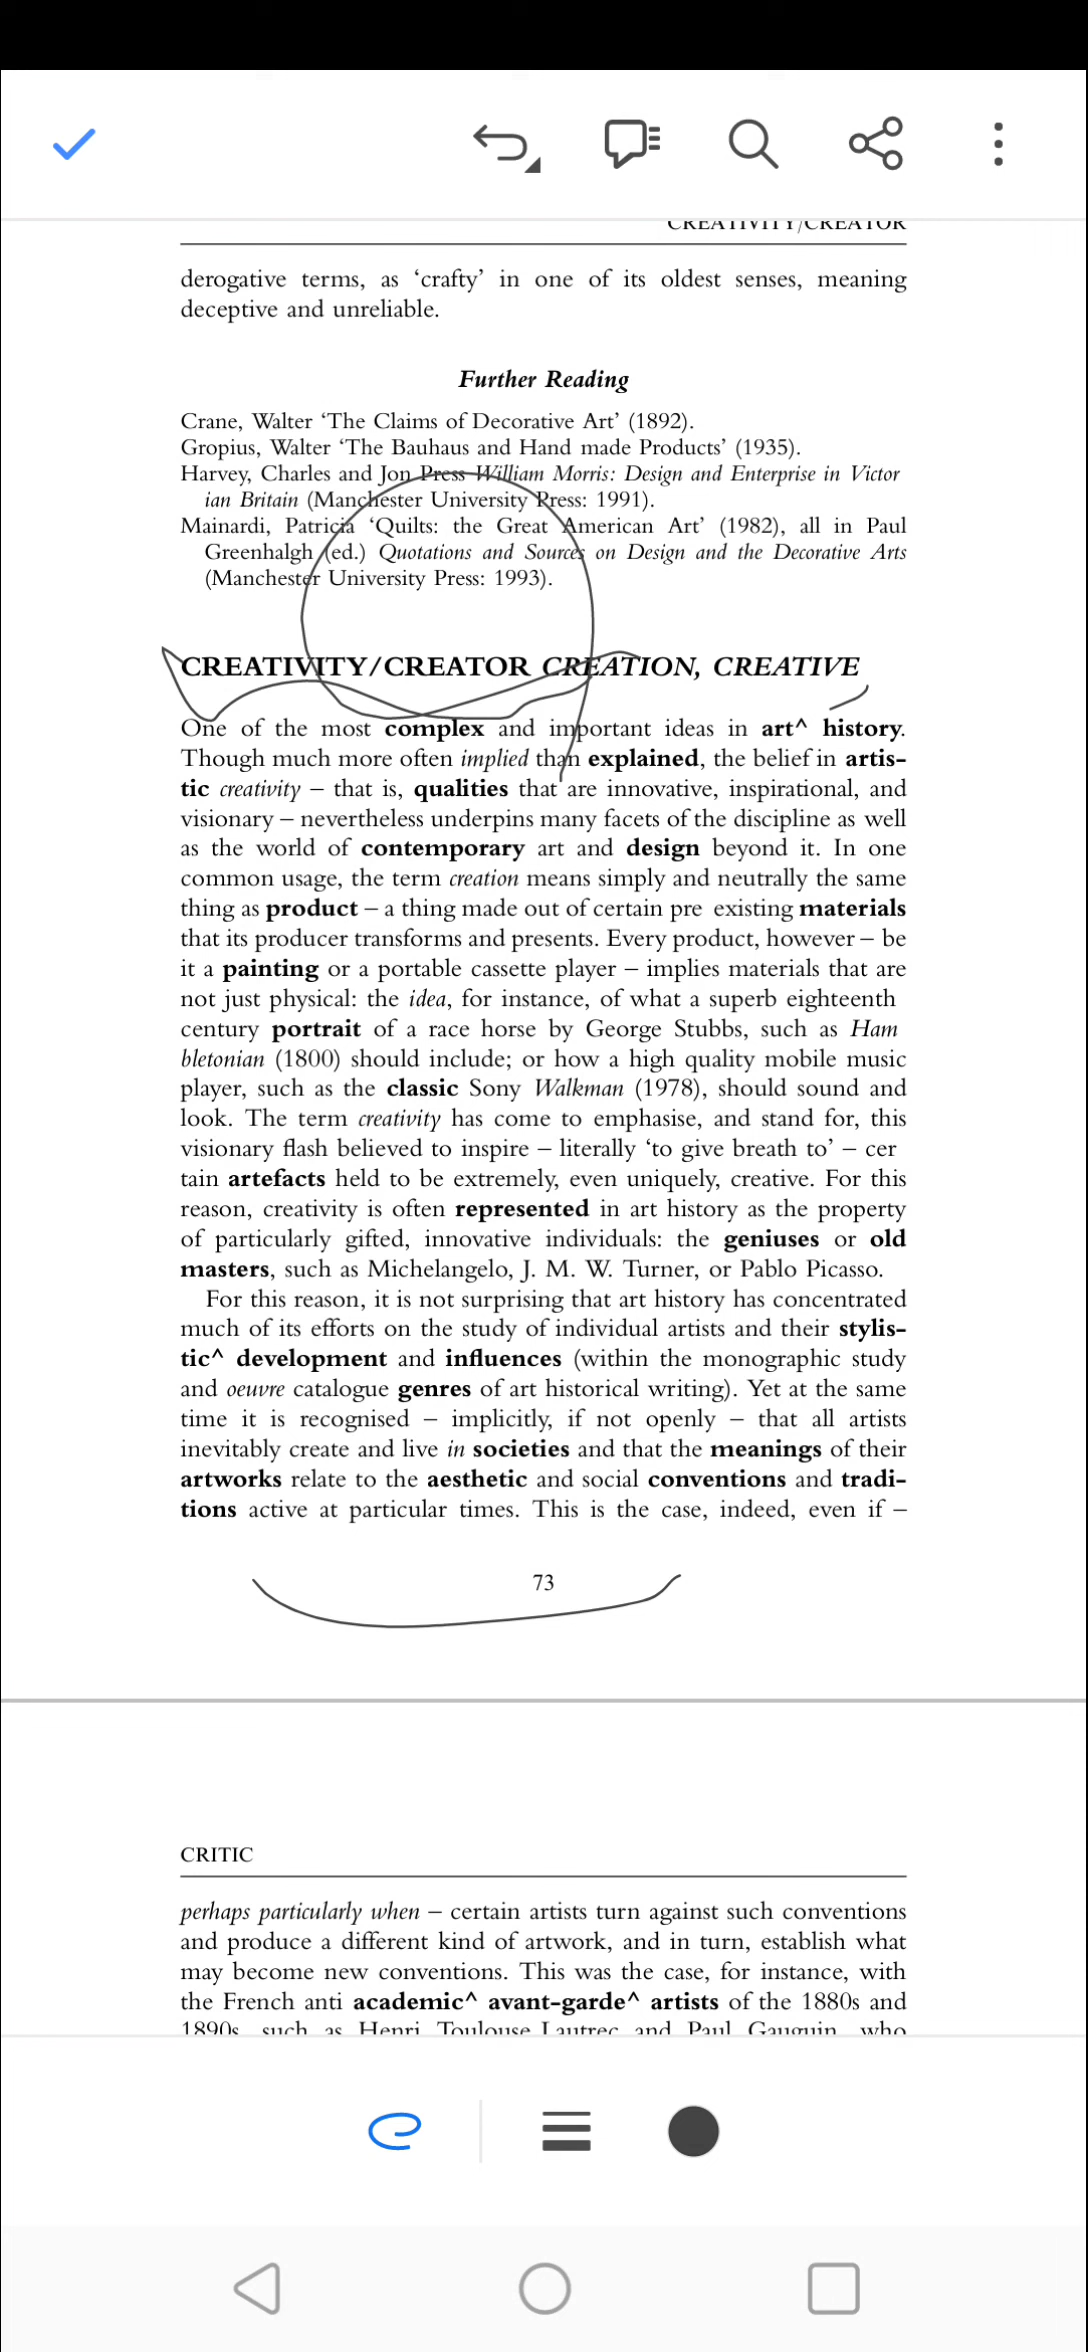 CREATIVITY/CREATOR
derogative terms, as ‘crafty’ in one of its oldest senses, meaning
deceptive and unreliable.
Further Reading
Crane, Walter ‘The Claims of Decorative Art’ (1892).
Gropius, Walter ‘The Bauhaus and Hand made Products’ (1935).
Harvey, Charles and Jon Press William Morris: Design and Enterprise in Victor
ian Britain (Manchester University Press: 1991).
Mainardi, Patricia ‘Quilts: the Great American Art’ (1982), all in Paul
Greenhalgh (ed.) Quotations and Sources on Design and the Decorative Arts
(Manchester University Press: 1993).
CREATIVITY/CREATOR CREATION, CREATIVE
One of the most complex and important ideas in art^ history.
Though much more often implied than explained, the belief in artis-
tic creativity – that is, qualities that are innovative, inspirational, and
visionary – nevertheless underpins many facets of the discipline as well
as the world of contemporary art and design beyond it. In one
common usage, the term creation means simply and neutrally the same
thing as product – a thing made out of certain pre existing materials
that its producer transforms and presents. Every product, however – be
it a painting or a portable cassette player – implies materials that are
not just physical: the idea, for instance, of what a superb eighteenth
century portrait of a race horse by George Stubbs, such as Ham
bletonian (1800) should include; or how a high quality mobile music
player, such as the classic Sony Walkman (1978), should sound and
look. The term creativity has come to emphasise, and stand for, this
visionary flash believed to inspire – literally ‘to give breath to’ – cer
tain artefacts held to be extremely, even uniquely, creative. For this
reason, creativity is often represented in art history as the property
of particularly gifted, innovative individuals: the geniuses or old
masters, such as Michelangelo, J. M. W. Turner, or Pablo Picasso.
For this reason, it is not surprising that art history has concentrated
much of its efforts on the study of individual artists and their stylis-
tic^ development and influences (within the monographic study
and oeuvre catalogue genres of art historical writing). Yet at the same
time it is recognised – implicitly, if not openly – that all artists
inevitably create and live in societies and that the meanings of their
artworks relate to the aesthetic and social conventions and tradi-
tions active at particular times. This is the case, indeed, even if –
73
CRITIC
perhaps particularly when – certain artists turn against such conventions
and produce a different kind of artwork, and in turn, establish what
may become new conventions. This was the case, for instance, with
the French anti academic^ avant-garde^ artists of the 1880s and
1890s, such as Henri Toulouse Lautrec and Paul Gauguin, who